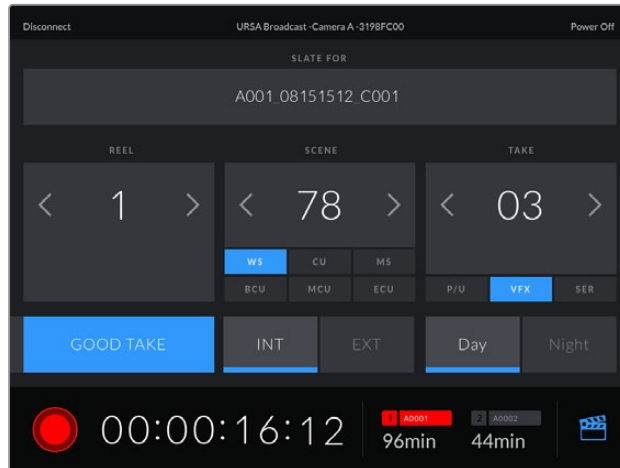 Disconnect URSA Broadcast -Camera A -3198FC00 Power Off
SLATE FOR
A001_08151512_C001
REEL SCENE TAKE
1 78 03
WS CU MS
BCU MCU ECU P/U VFX SER
GOOD TAKE INT EXT Day Night
00:00:16:12 1 A0001 96min 2 A0002 44min